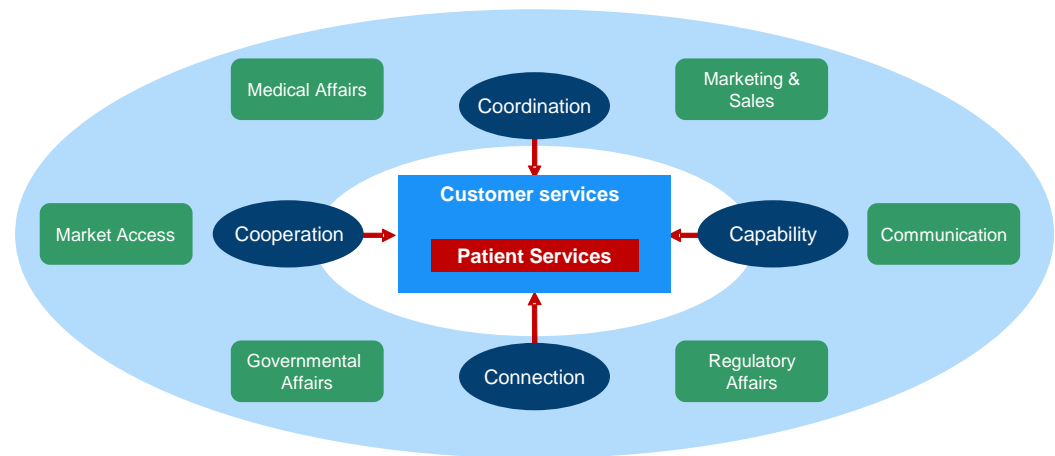 Medical Affairs
Coordination
Marketing &
Sales
Customer services
Market Access
Cooperation
Capability
Communication
Patient Services
Governmental
Affairs
Connection
Regulatory
Affairs